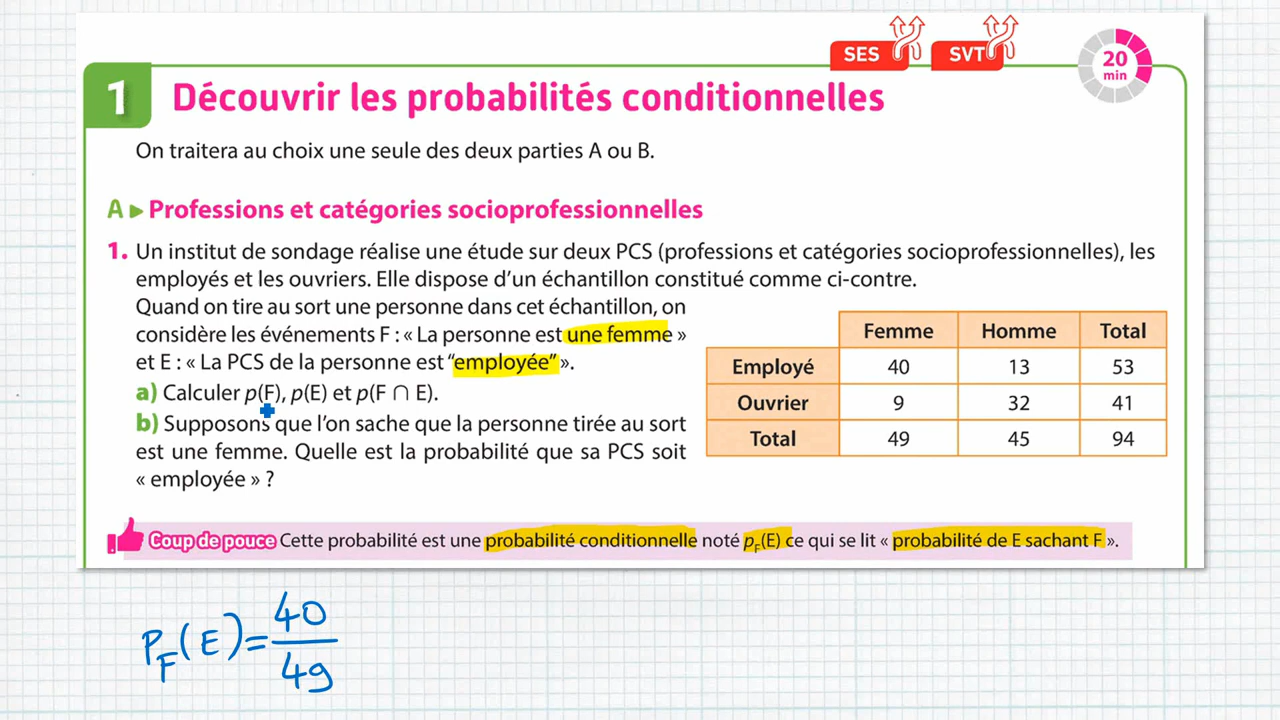 SES SVT
20
min
1 Découvrir les probabilités conditionnelles
On traitera au choix une seule des deux parties A ou B.
A ▸ Professions et catégories socioprofessionnelles
1. Un institut de sondage réalise une étude sur deux PCS (professions et catégories socioprofessionnelles), les
employés et les ouvriers. Elle dispose d'un échantillon constitué comme ci-contre.
Quand on tire au sort une personne dans cet échantillon, on
considère les événements F : « La personne est une femme »
et E : « La PCS de la personne est "employée" ».
a) Calculer p(F), p(E) et p(F ∩ E).
b) Supposons que l'on sache que la personne tirée au sort
est une femme. Quelle est la probabilité que sa PCS soit
« employée » ?
Femme Homme Total
Employé 40 13 53
Ouvrier 9 32 41
Total 49 45 94
Coup de pouce Cette probabilité est une probabilité conditionnelle noté p_F(E) ce qui se lit « probabilité de E sachant F ».
P_F(E) = 40/49